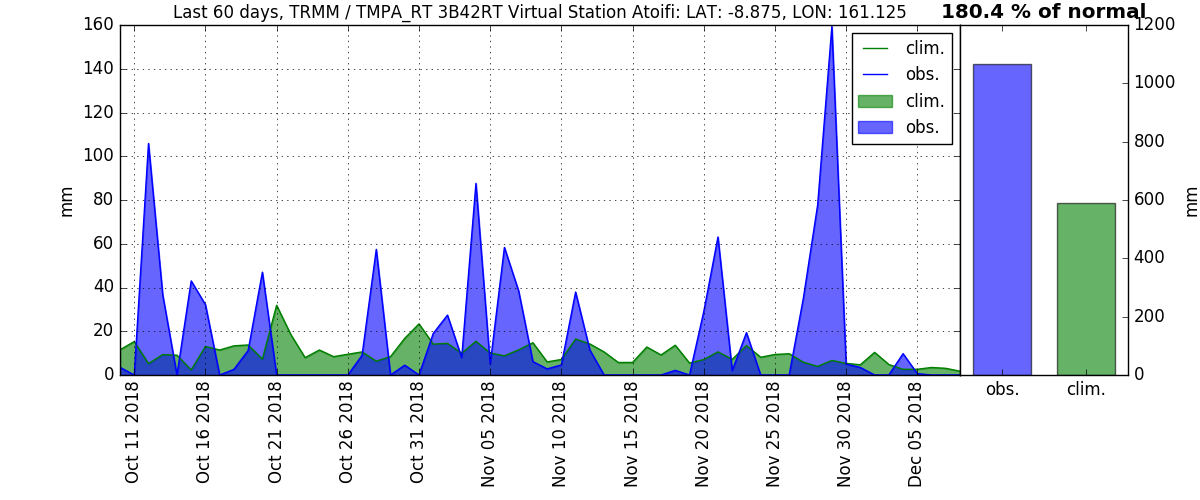 Last 60 days, TRMM / TMPA_RT 3B42RT Virtual Station Atoifi: LAT: -8.875, LON: 161.125
180.4 % of normal
160
140
120
100
80
60
40
20
0
mm
clim.
obs.
clim.
obs.
1200
1000
800
600
400
200
0
mm
Oct 11 2018
Oct 16 2018
Oct 21 2018
Oct 26 2018
Oct 31 2018
Nov 05 2018
Nov 10 2018
Nov 15 2018
Nov 20 2018
Nov 25 2018
Nov 30 2018
Dec 05 2018
obs.
clim.